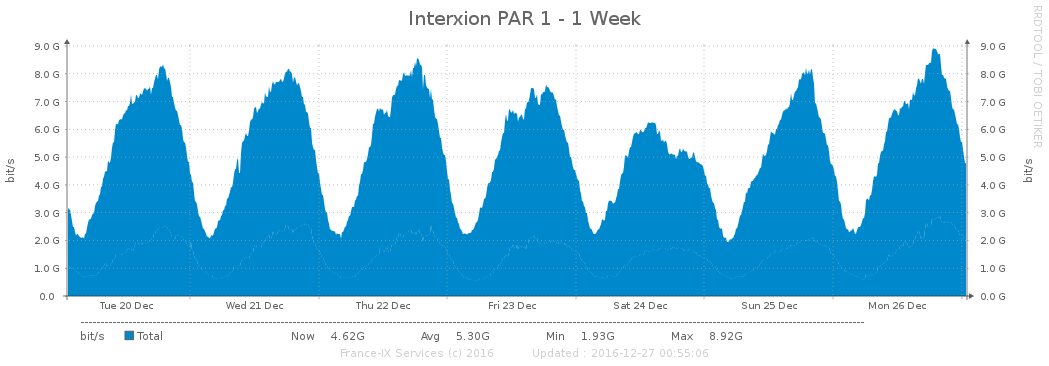 Interxion PAR 1 - 1 Week
RRDTOOL / TOBI OETIKER
bit/s
9.0 G
8.0 G
7.0 G
6.0 G
5.0 G
4.0 G
3.0 G
2.0 G
1.0 G
0.0
9.0 G
8.0 G
7.0 G
6.0 G
5.0 G
4.0 G
3.0 G
2.0 G
1.0 G
0.0 G
bit/s
Tue 20 Dec Wed 21 Dec Thu 22 Dec Fri 23 Dec Sat 24 Dec Sun 25 Dec Mon 26 Dec
bit/s Total Now 4.62G Avg 5.30G Min 1.93G Max 8.92G
France-IX Services (c) 2016 Updated : 2016-12-27 00:55:06